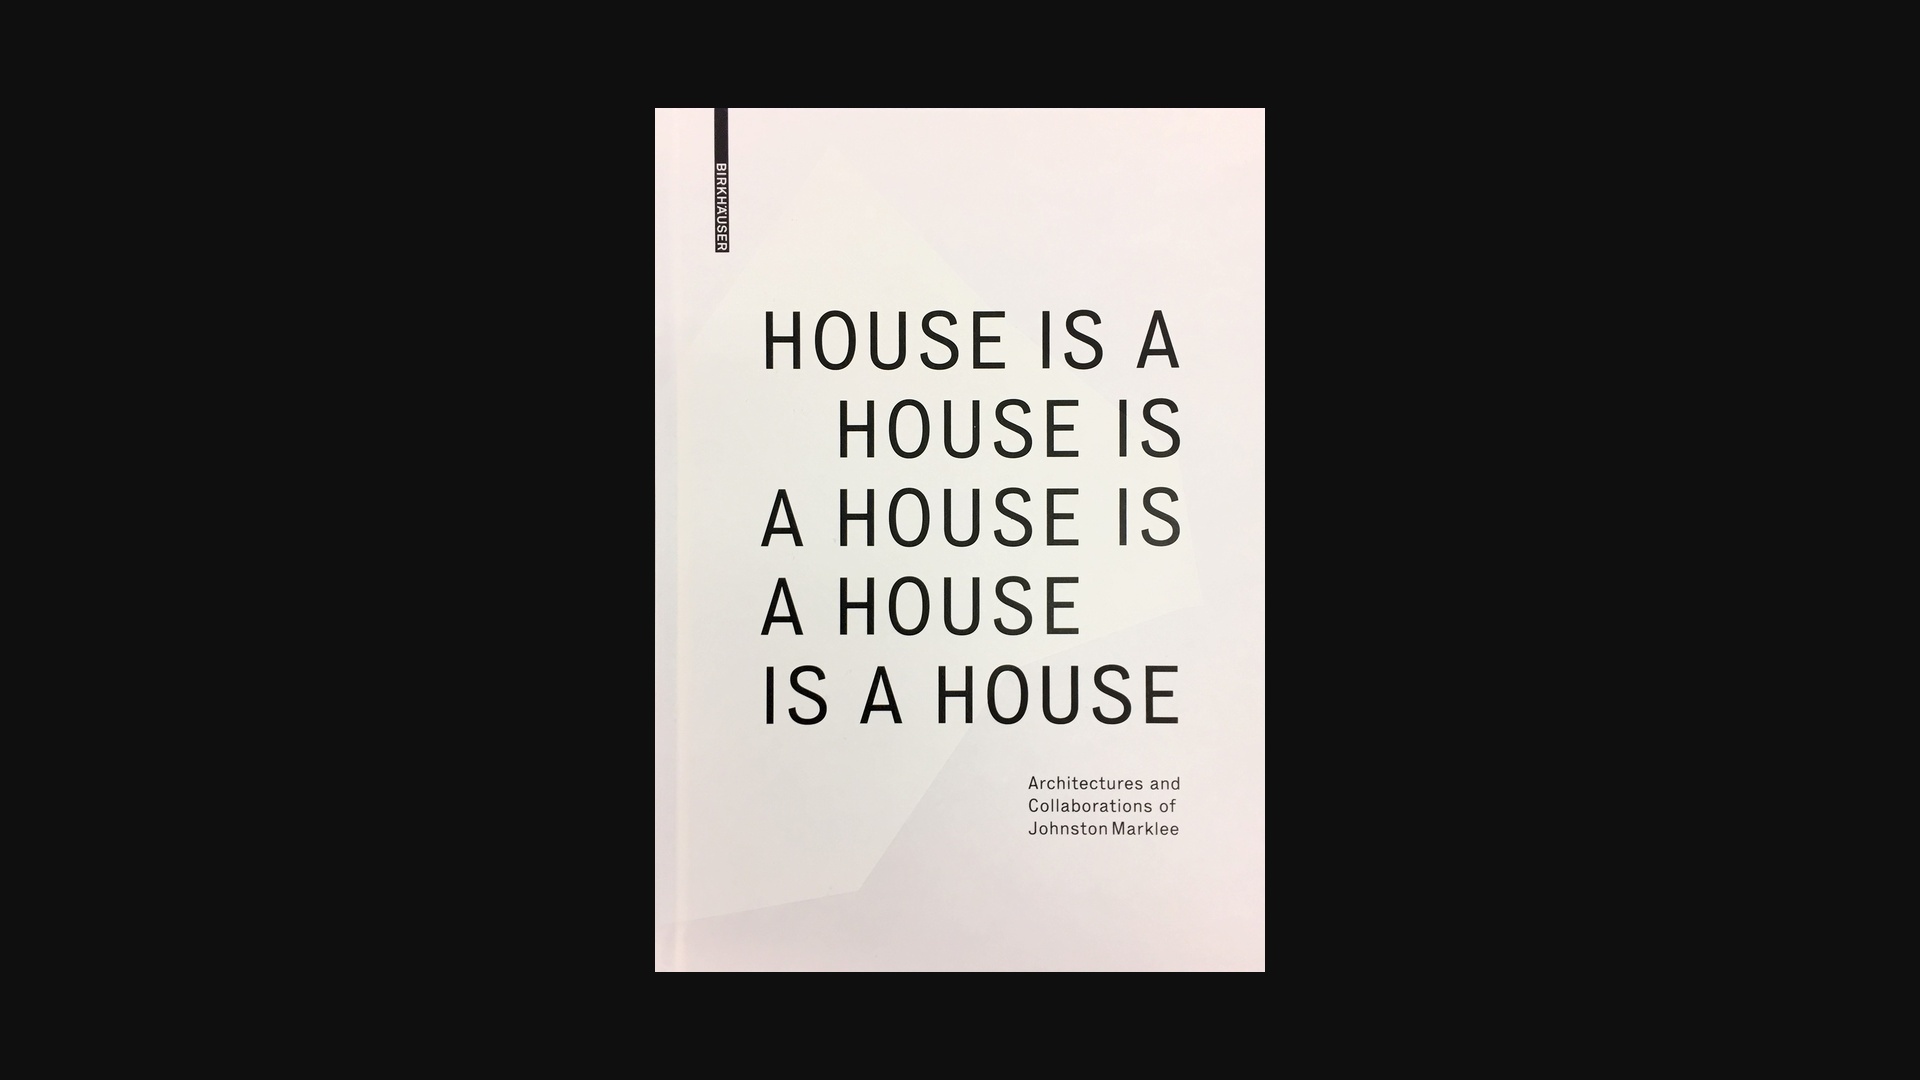 BIRKHÄUSER
HOUSE IS A
HOUSE IS
A HOUSE IS
A HOUSE
IS A HOUSE
Architectures and
Collaborations of
Johnston Marklee